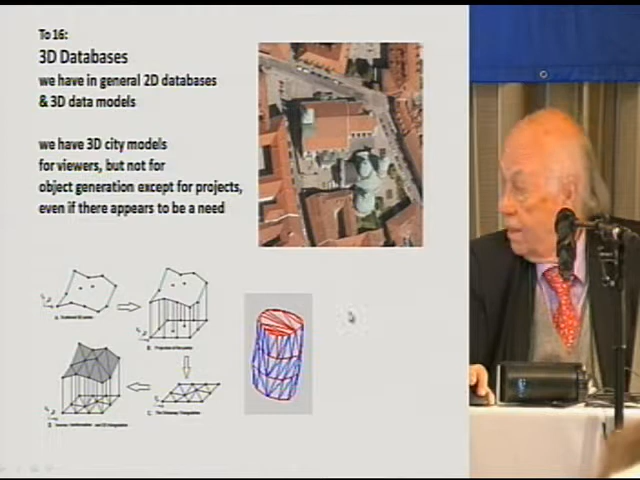 To 16:
3D Databases
we have in general 2D databases
& 3D data models
we have 3D city models
for viewers, but not for
object generation except for projects,
even if there appears to be a need